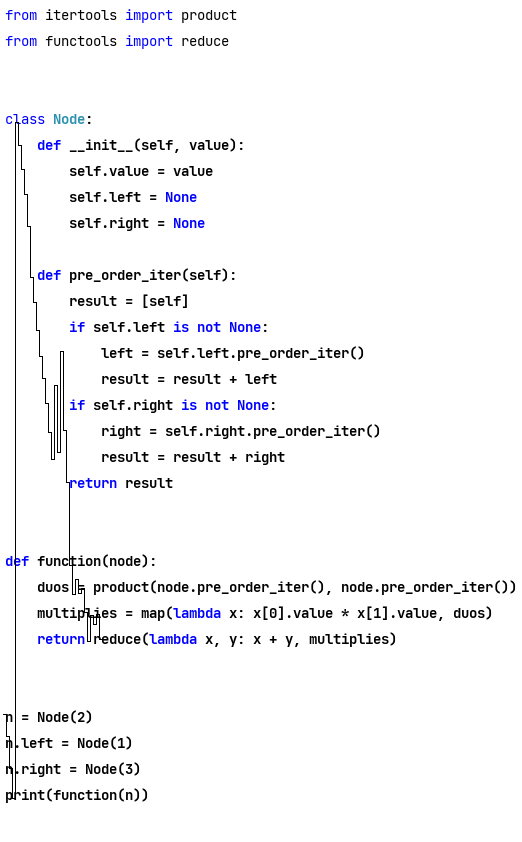 from itertools import product
from functools import reduce
class Node:
    def __init__(self, value):
        self.value = value
        self.left = None
        self.right = None
    def pre_order_iter(self):
        result = [self]
        if self.left is not None:
            left = self.left.pre_order_iter()
            result = result + left
        if self.right is not None:
            right = self.right.pre_order_iter()
            result = result + right
        return result
def function(node):
    duos = product(node.pre_order_iter(), node.pre_order_iter())
    multiplies = map(lambda x: x[0].value * x[1].value, duos)
    return reduce(lambda x, y: x + y, multiplies)
n = Node(2)
n.left = Node(1)
n.right = Node(3)
print(function(n))